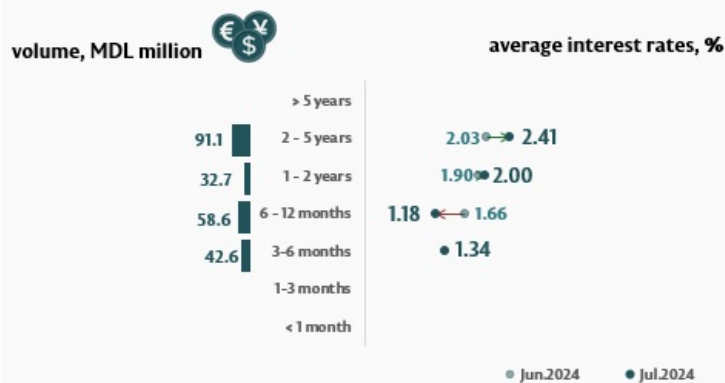 € ¥ $
volume, MDL million
average interest rates, %
> 5 years
91.1 2 - 5 years 2.03 2.41
32.7 1 - 2 years 1.90 2.00
58.6 6 - 12 months 1.18 1.66
42.6 3-6 months 1.34
1-3 months
< 1 month
Jun.2024 Jul.2024